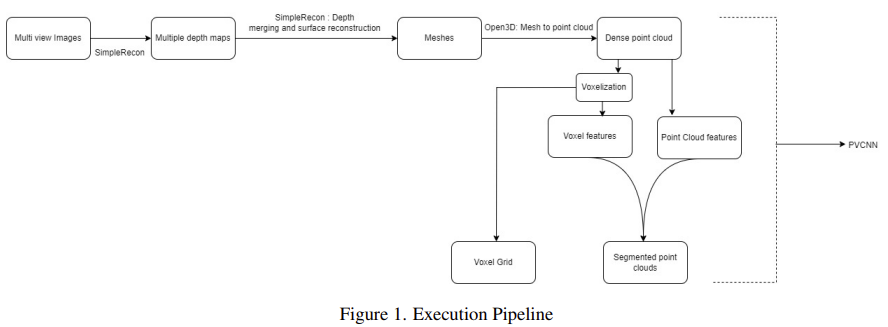 SimpleRecon : Depth
merging and surface reconstruction
Multi view Images
SimpleRecon
Multiple depth maps
Meshes
Open3D: Mesh to point cloud
Dense point cloud
Voxelization
Voxel features
Point Cloud features
PVCNN
Voxel Grid
Segmented point
clouds
Figure 1. Execution Pipeline